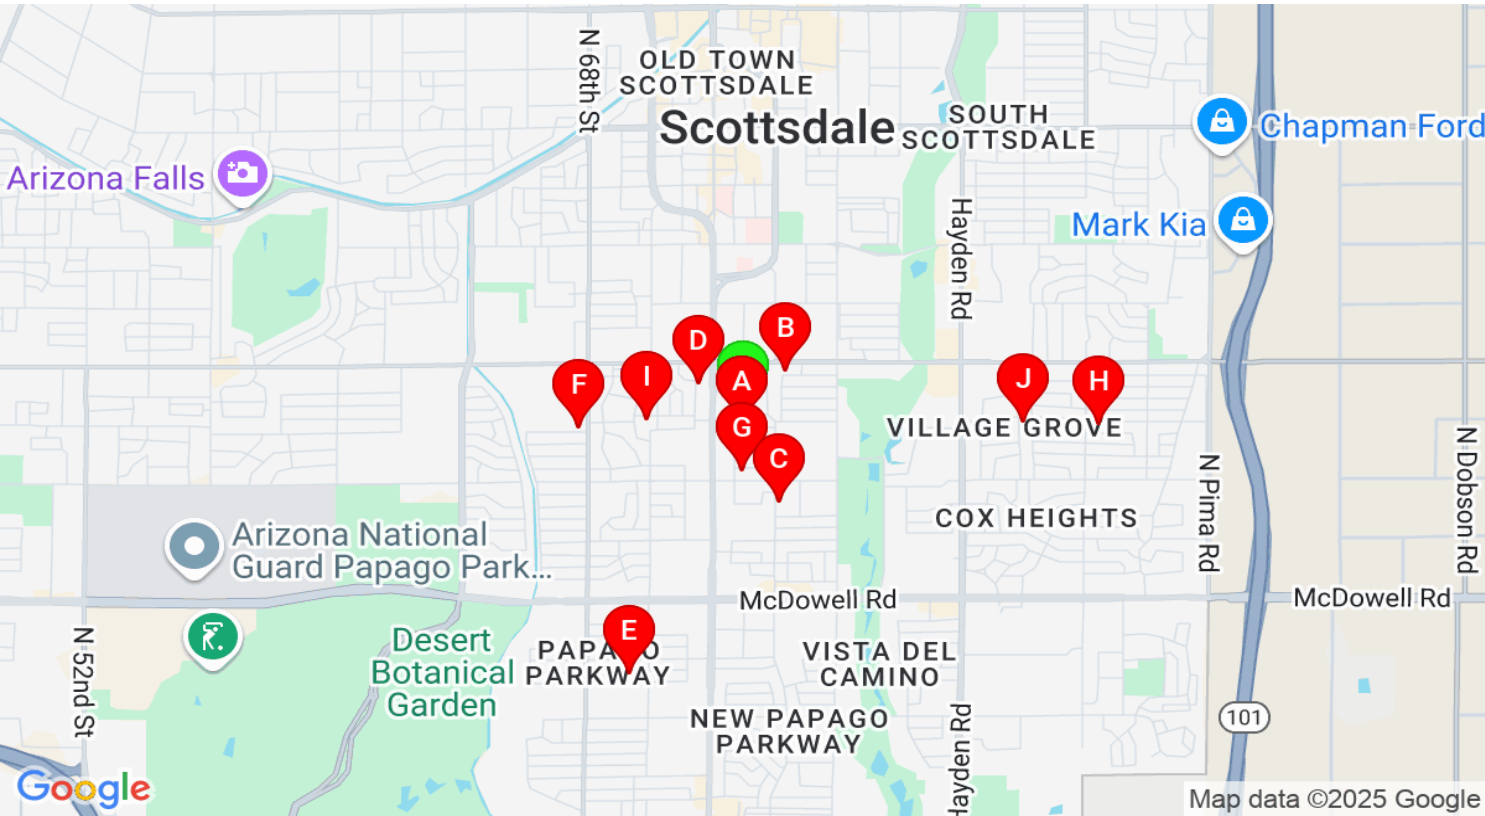 N 68th St
OLD TOWN
SCOTTSDALE
Scottsdale
SOUTH
SCOTTSDALE
Chapman Ford
Arizona Falls
Mark Kia
Hayden Rd
B
D
A
I
F
J
H
G
C
VILLAGE GROVE
N Pima Rd
N Dobson Rd
COX HEIGHTS
Arizona National
Guard Papago Park...
McDowell Rd
McDowell Rd
E
N 52nd St
Desert
Botanical
Garden
PAPAGO
PARKWAY
VISTA DEL
CAMINO
NEW PAPAGO
PARKWAY
Hayden Rd
101
Google
Map data ©2025 Google